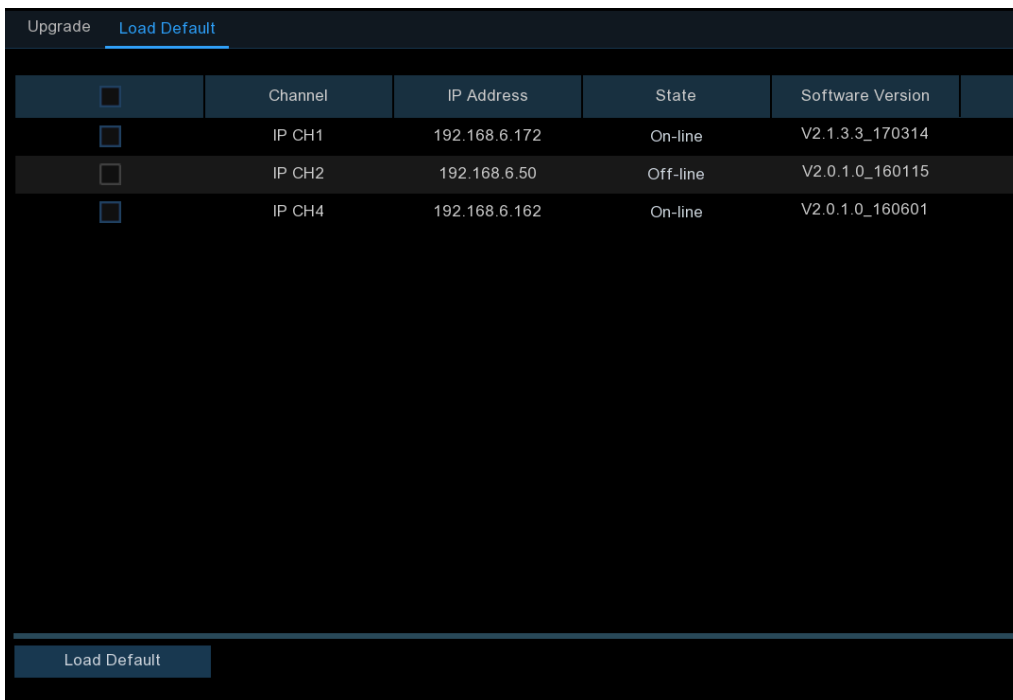 Upgrade Load Default
Channel IP Address State Software Version
IP CH1 192.168.6.172 On-line V2.1.3.3_170314
IP CH2 192.168.6.50 Off-line V2.0.1.0_160115
IP CH4 192.168.6.162 On-line V2.0.1.0_160601
Load Default